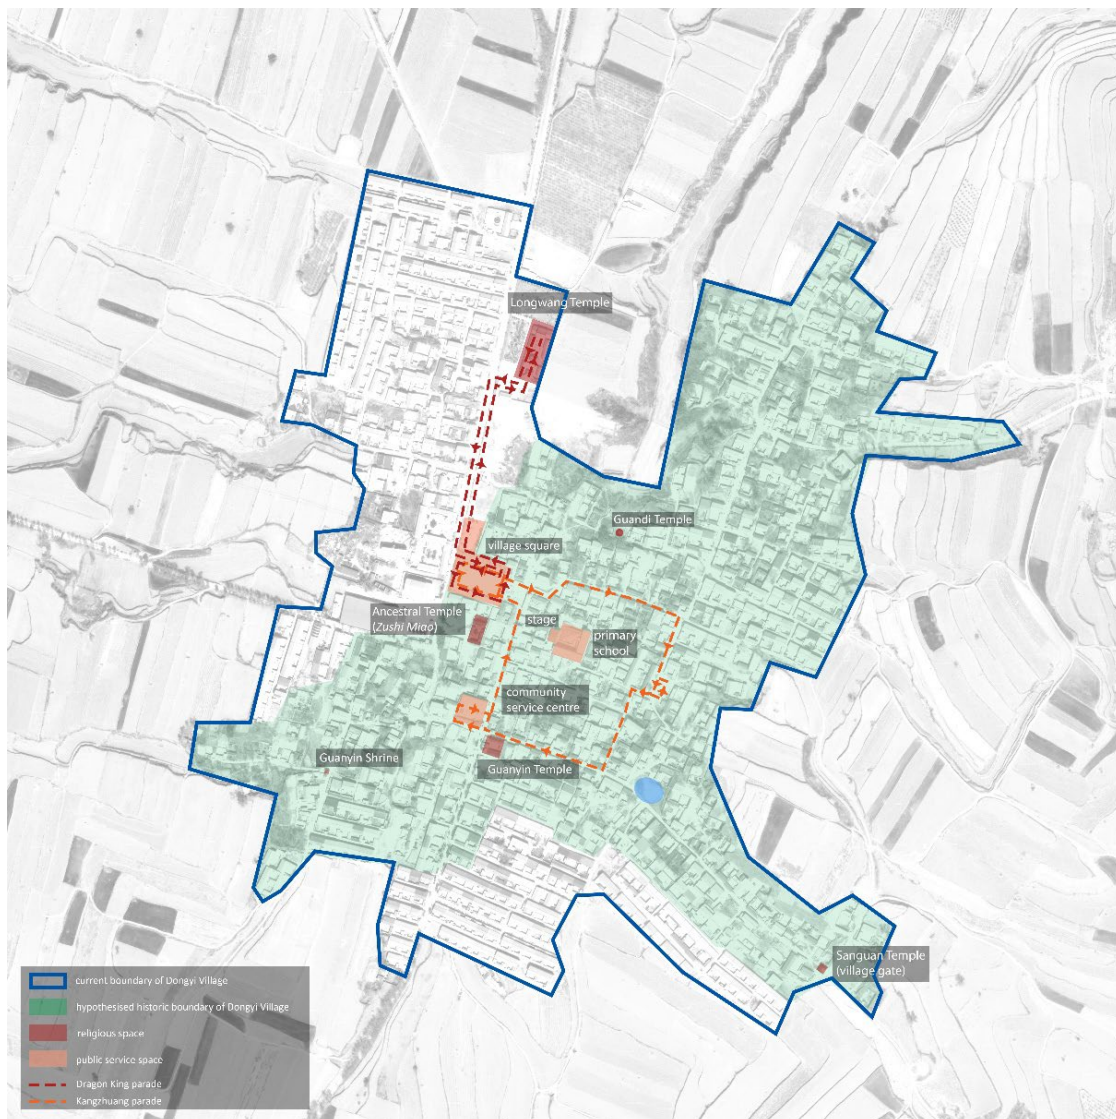 Longwang Temple
Guandi Temple
village square
Ancestral Temple
(Zushi Miao)
stage
primary
school
community
service centre
Guanyin Shrine
Guanyin Temple
Sanguan Temple
(village gate)
current boundary of Dongyi Village
hypothesised historic boundary of Dongyi Village
religious space
public service space
Dragon King parade
Kangzhuang parade